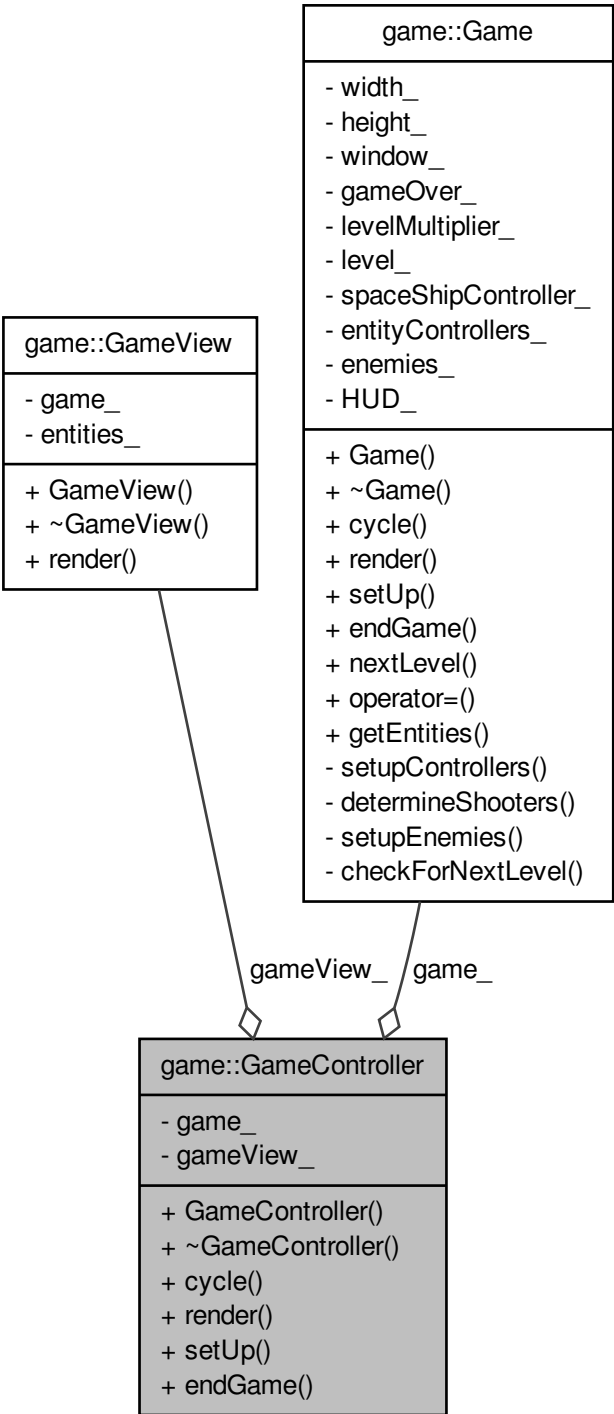 game::Game
- width_
- height_
- window_
- gameOver_
- levelMultiplier_
- level_
- spaceShipController_
- entityControllers_
- enemies_
- HUD_
+ Game()
+ ~Game()
+ cycle()
+ render()
+ setUp()
+ endGame()
+ nextLevel()
+ operator=()
+ getEntities()
- setupControllers()
- determineShooters()
- setupEnemies()
- checkForNextLevel()
game::GameView
- game_
- entities_
+ GameView()
+ ~GameView()
+ render()
gameView_
game_
game::GameController
- game_
- gameView_
+ GameController()
+ ~GameController()
+ cycle()
+ render()
+ setUp()
+ endGame()